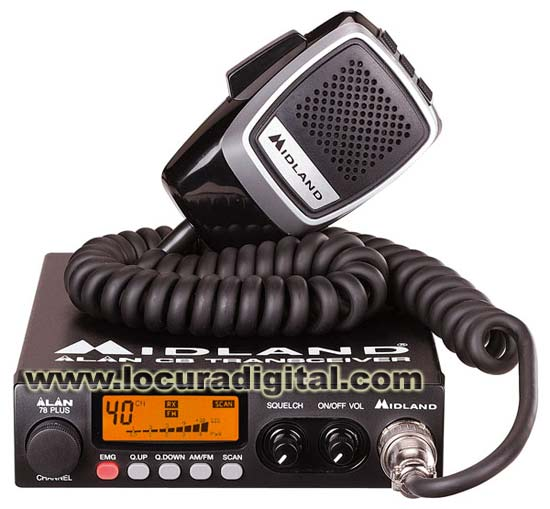 MIDLAND
MIDLAND®
ALAN CB TRANSCEIVER
www.locuradigital.com
ALAN
78 PLUS
40 CH RX FM SCAN
SQUELCH
ON/OFF VOL
MIDLAND
EMG Q.UP Q.DOWN AM/FM SCAN
CHANNEL